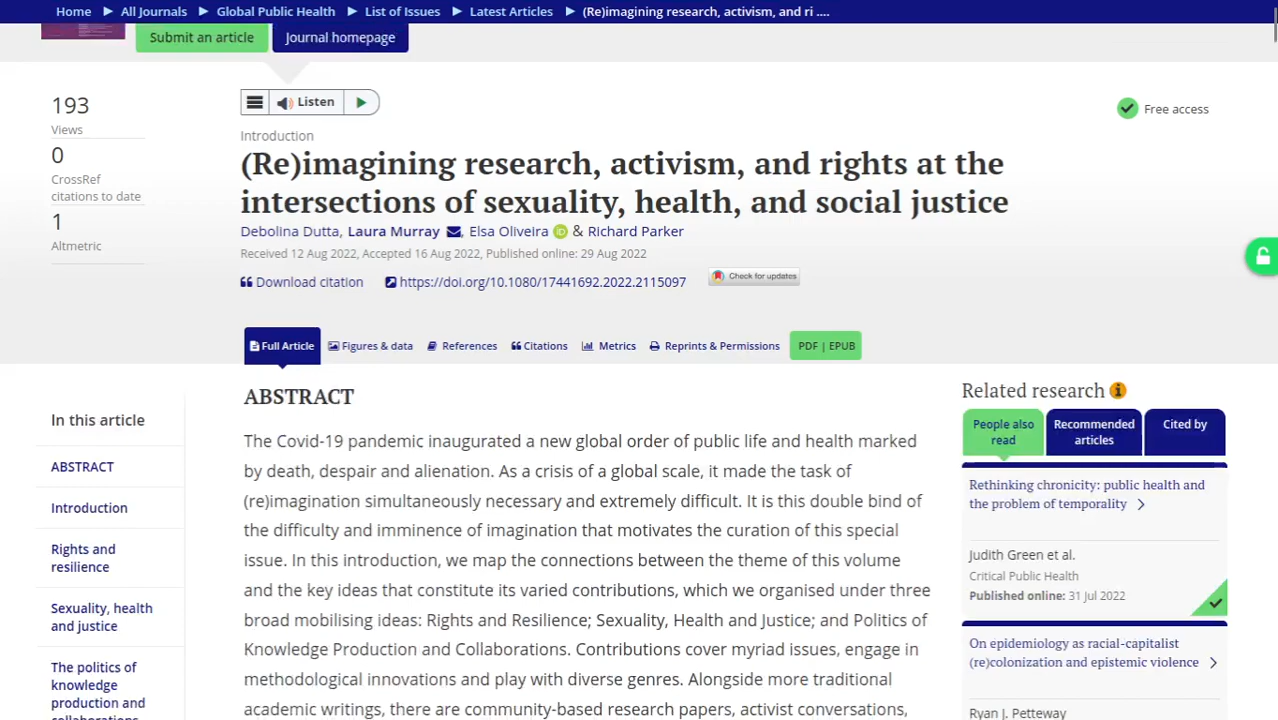 Home ▶ All Journals ▶ Global Public Health ▶ List of Issues ▶ Latest Articles ▶ (Re)imagining research, activism, and ri ....
Submit an article
Journal homepage
193
Views
0
CrossRef
citations to date
1
Altmetric
Listen
Free access
Introduction
(Re)imagining research, activism, and rights at the
intersections of sexuality, health, and social justice
Debolina Dutta, Laura Murray, Elsa Oliveira iD & Richard Parker
Received 12 Aug 2022, Accepted 16 Aug 2022, Published online: 29 Aug 2022
Download citation
https://doi.org/10.1080/17441692.2022.2115097
Check for updates
Full Article
Figures & data
References
Citations
Metrics
Reprints & Permissions
PDF | EPUB
In this article
ABSTRACT
Introduction
Rights and
resilience
Sexuality, health
and justice
The politics of
knowledge
production and
collaborations
ABSTRACT
The Covid-19 pandemic inaugurated a new global order of public life and health marked
by death, despair and alienation. As a crisis of a global scale, it made the task of
(re)imagination simultaneously necessary and extremely difficult. It is this double bind of
the difficulty and imminence of imagination that motivates the curation of this special
issue. In this introduction, we map the connections between the theme of this volume
and the key ideas that constitute its varied contributions, which we organised under three
broad mobilising ideas: Rights and Resilience; Sexuality, Health and Justice; and Politics of
Knowledge Production and Collaborations. Contributions cover myriad issues, engage in
methodological innovations and play with diverse genres. Alongside more traditional
academic writings, there are community-based research papers, activist conversations,
Related research
People also
read
Recommended
articles
Cited by
Rethinking chronicity: public health and
the problem of temporality
Judith Green et al.
Critical Public Health
Published online: 31 Jul 2022
On epidemiology as racial-capitalist
(re)colonization and epistemic violence
Ryan J. Petteway